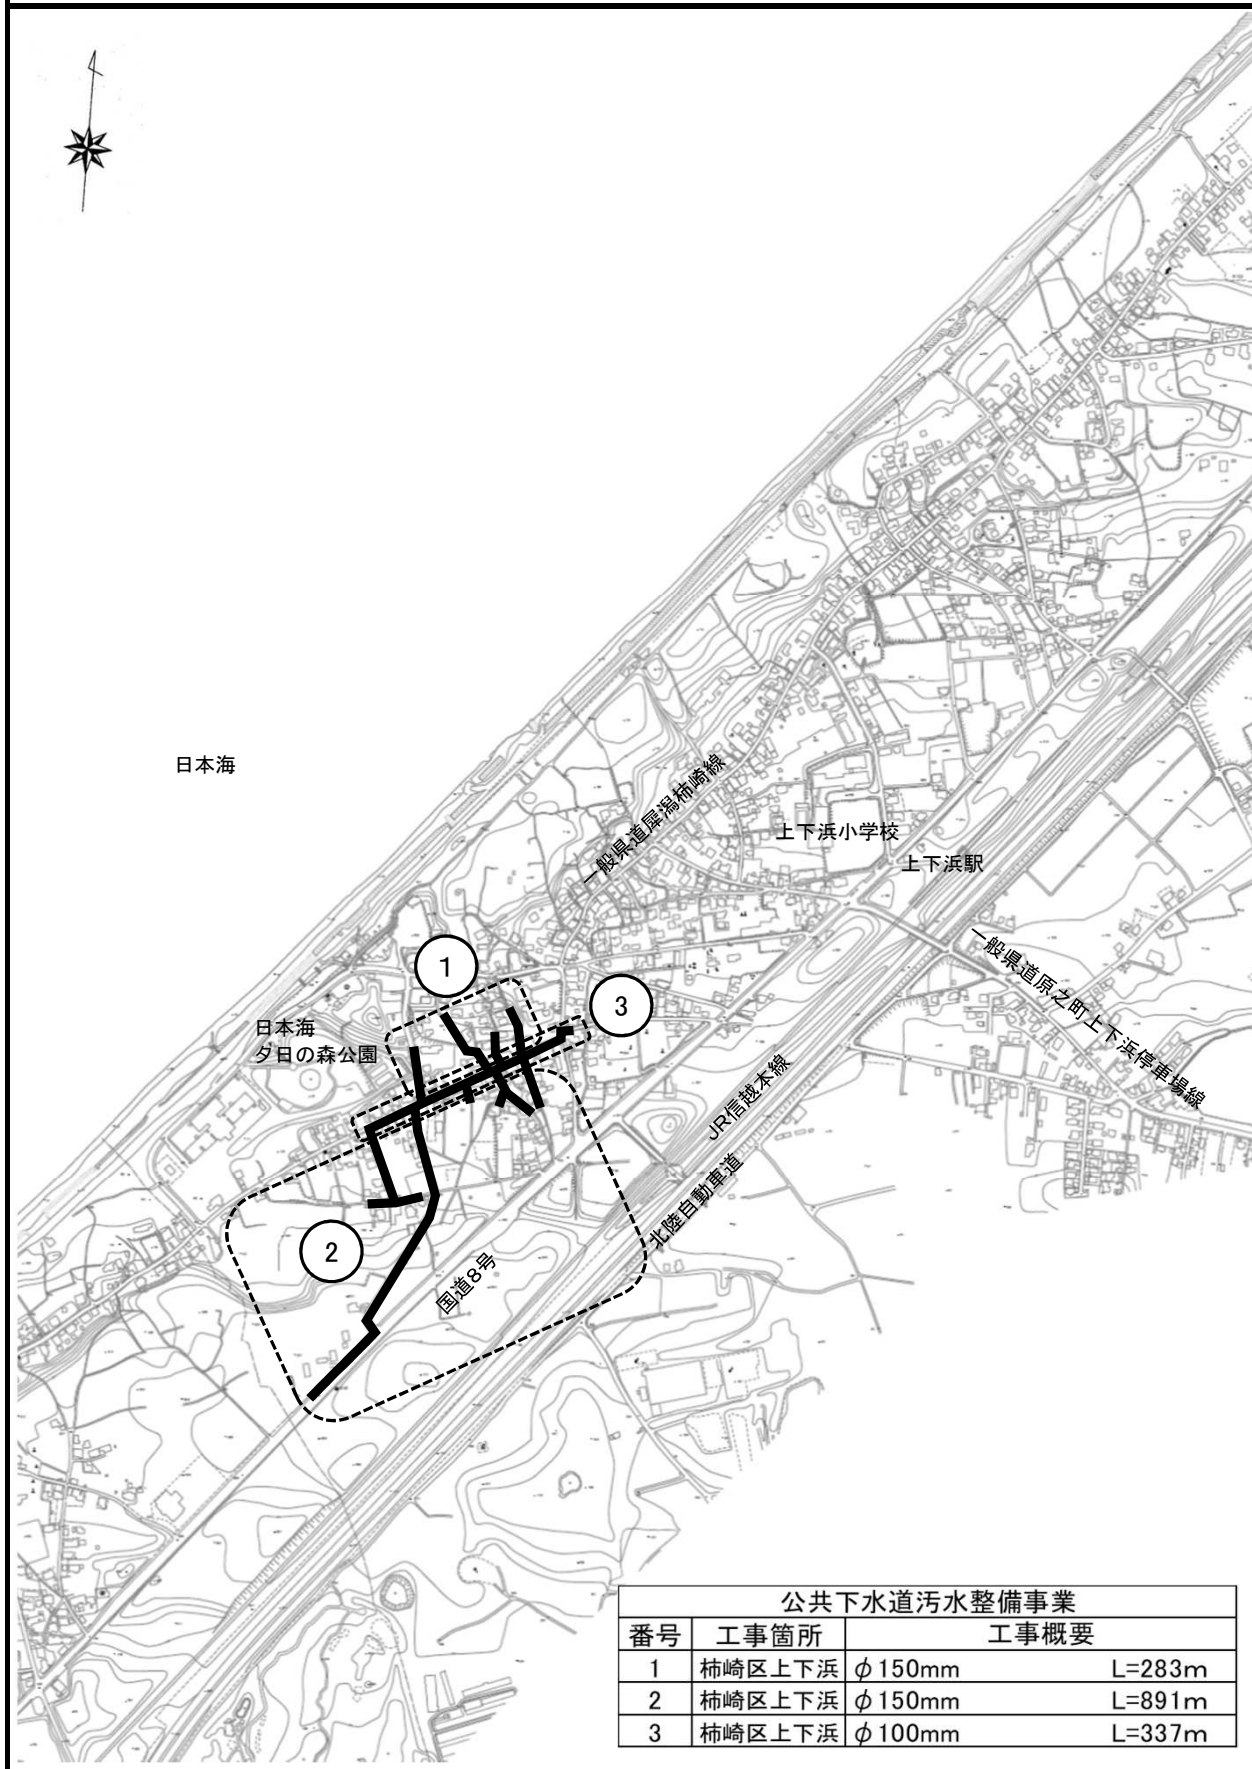 日本海
一般県道犀潟柿崎線
上下浜小学校
上下浜駅
一般県道原之町上下浜停車場線
1
3
日本海
夕日の森公園
JR信越本線
北陸自動車道
2
国道8号
公共下水道汚水整備事業
番号 工事箇所 工事概要
1 柿崎区上下浜 φ150mm L=283m
2 柿崎区上下浜 φ150mm L=891m
3 柿崎区上下浜 φ100mm L=337m